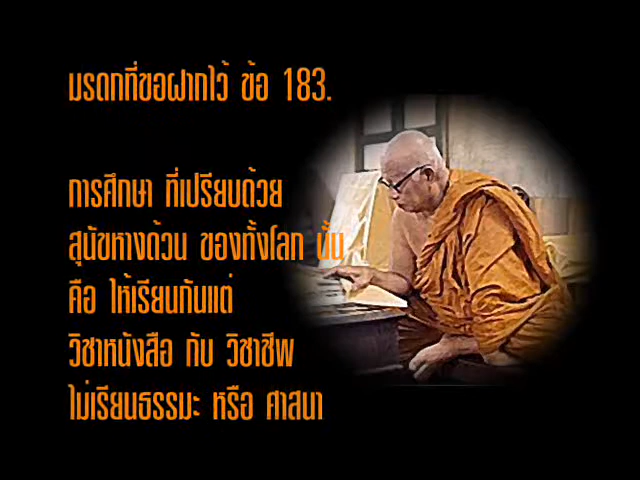 มรดกที่ขอฝากไว้ ข้อ 183.
การศึกษา ที่เปรียบด้วย
สุนัขหางด้วน ของทั้งโลก นั้น
คือ ให้เรียนกันแต่
วิชาหนังสือ กับ วิชาชีพ
ไม่เรียนธรรมะ หรือ ศาสนา